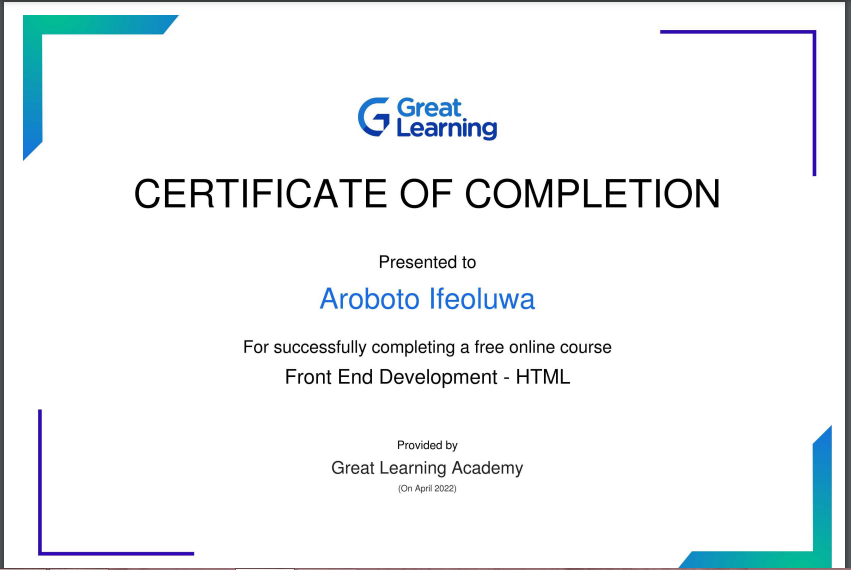 Great
Learning
CERTIFICATE OF COMPLETION
Presented to
Aroboto Ifeoluwa
For successfully completing a free online course
Front End Development - HTML
Provided by
Great Learning Academy
(On April 2022)